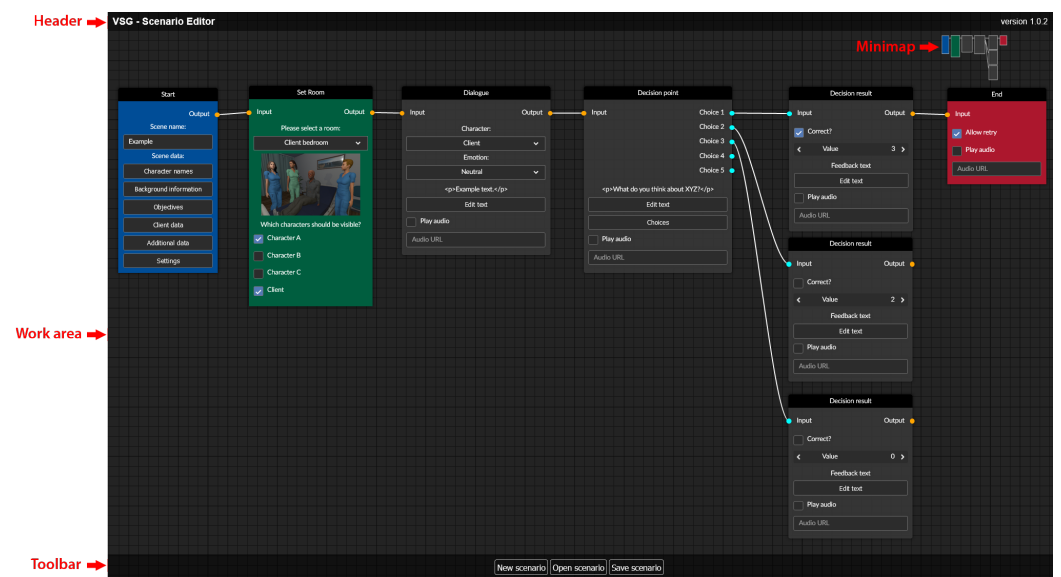 Header
VSG - Scenario Editor
version 1.0.2
Minimap
Start
Output
Scene name:
Example
Scene data:
Character names
Background information
Objectives
Client data
Additional data
Settings
Set Room
Input Output
Please select a room:
Client bedroom
Which characters should be visible?
Character A
Character B
Character C
Client
Dialogue
Input Output
Character:
Client
Emotion:
Neutral
<p>Example text.</p>
Edit text
Play audio
Audio URL
Decision point
Input Choice 1
Choice 2
Choice 3
Choice 4
Choice 5
<p>What do you think about XYZ?</p>
Edit text
Choices
Play audio
Audio URL
Decision result
Input Output
Correct?
Value 3
Feedback text
Edit text
Play audio
Audio URL
Decision result
Input Output
Correct?
Value 2
Feedback text
Edit text
Play audio
Audio URL
Decision result
Input Output
Correct?
Value 0
Feedback text
Edit text
Play audio
Audio URL
End
Input
Allow retry
Play audio
Audio URL
Work area
Toolbar
New scenario Open scenario Save scenario